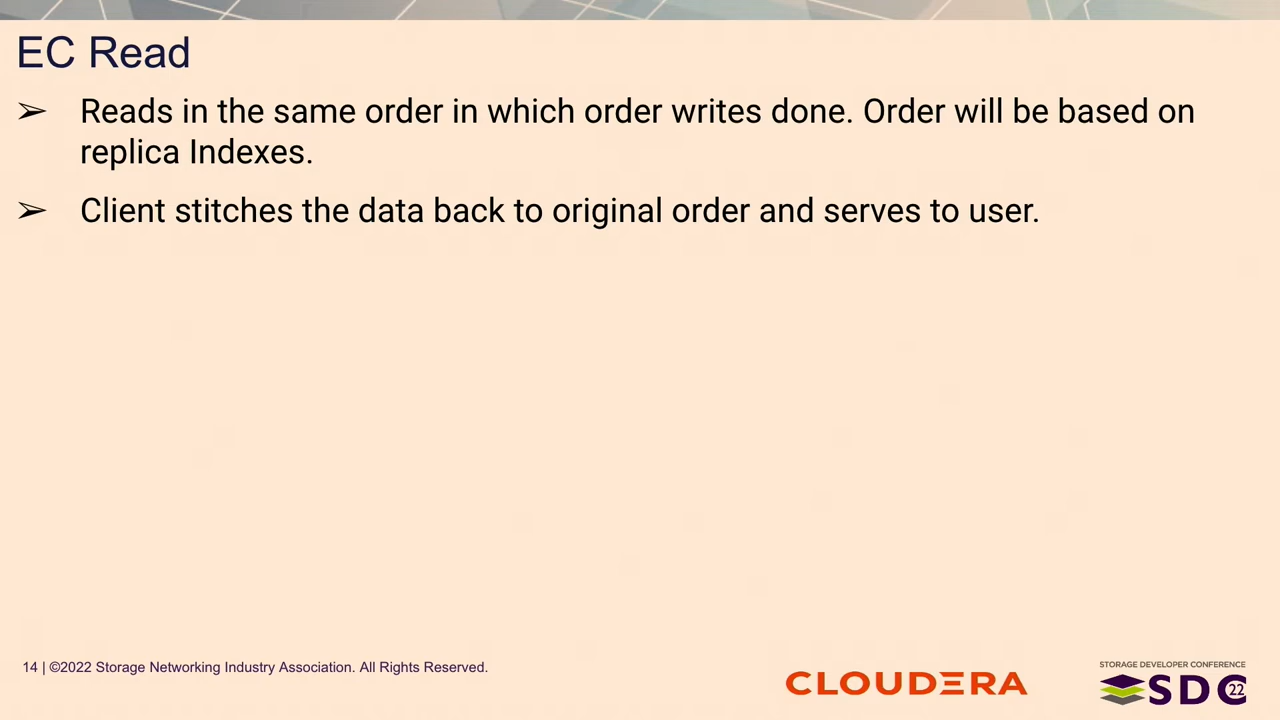 EC Read
➢ Reads in the same order in which order writes done. Order will be based on
replica Indexes.
➢ Client stitches the data back to original order and serves to user.
14 | ©2022 Storage Networking Industry Association. All Rights Reserved.
CLOUDERA
STORAGE DEVELOPER CONFERENCE
SDC 22